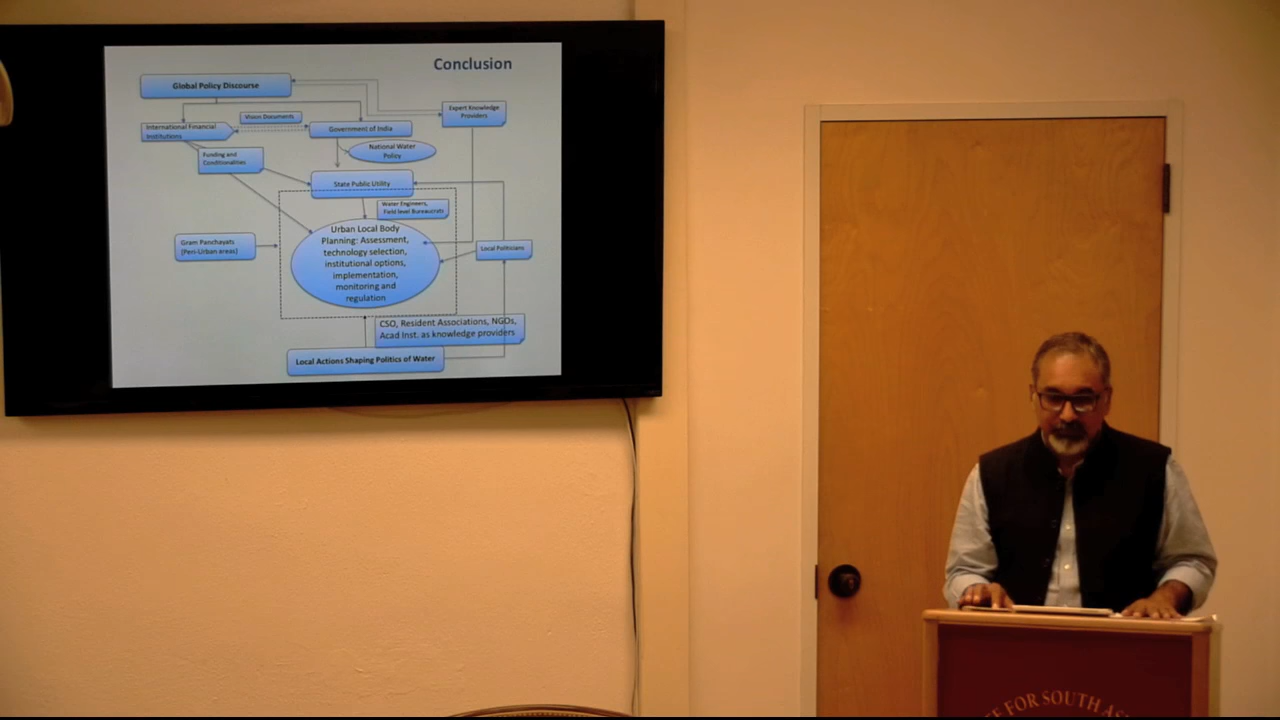 Conclusion
Global Policy Discourse
Expert Knowledge
Providers
Vision Documents
International Financial
Institutions
Government of India
National Water
Policy
Funding and
Conditionalities
State Public Utility
Water Engineers,
Field level Bureaucrats
Urban Local Body
Planning: Assessment,
technology selection,
institutional options,
implementation,
monitoring and
regulation
Gram Panchayats
(Peri-Urban areas)
Local Politicians
CSO, Resident Associations, NGOs,
Acad Inst. as knowledge providers
Local Actions Shaping Politics of Water
FOR SOUTH AS